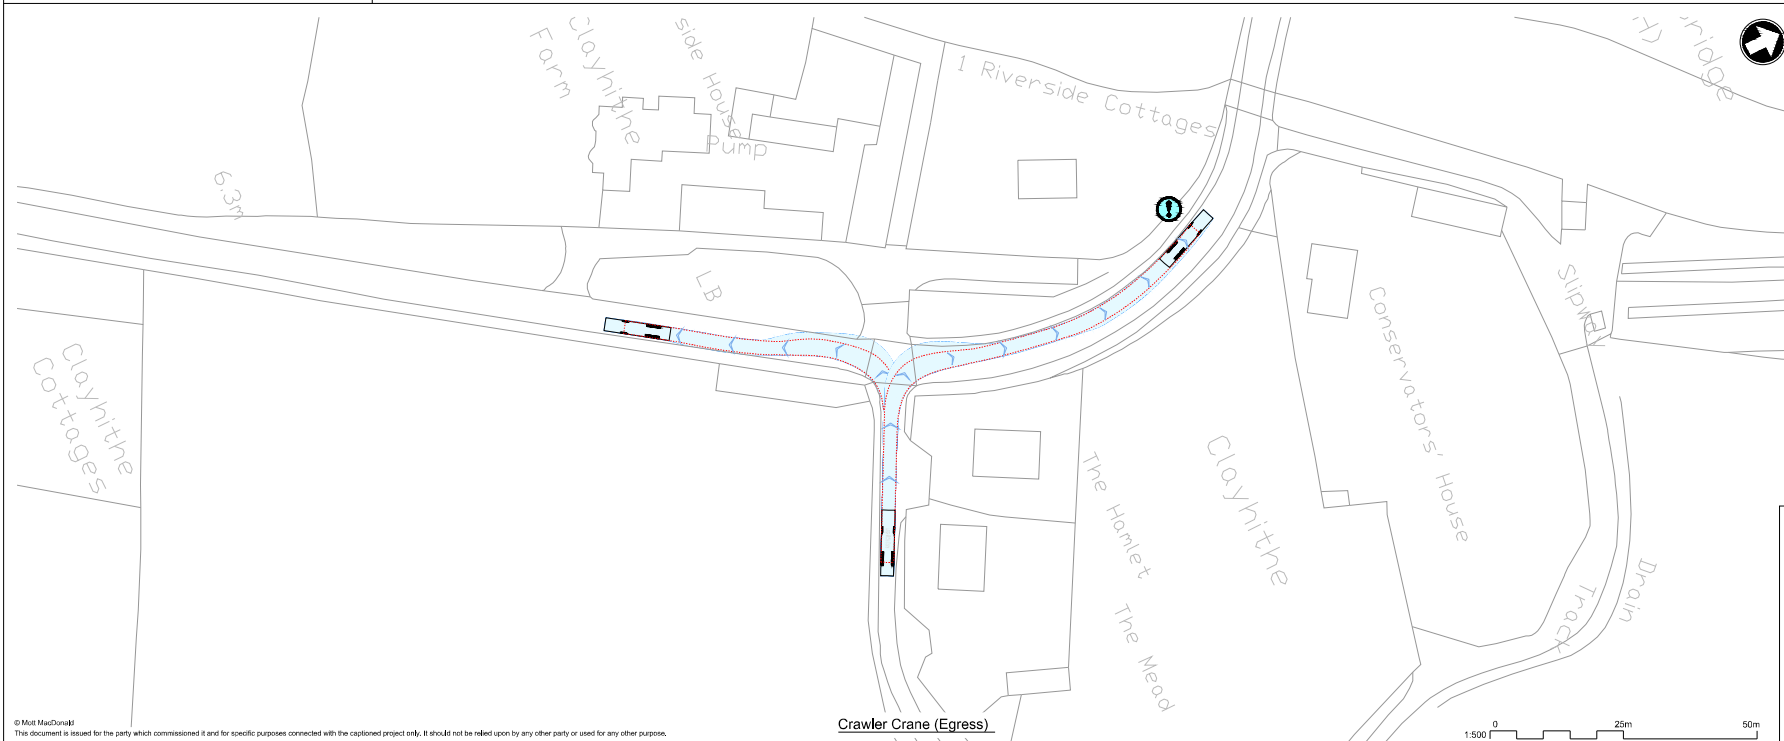 Clayhithe
Farm
side House
Pump
1 Riverside Cottages
6.3m
LB
Clayhithe
Cottages
The Hamlet
The Mead
Clayhithe
Conservators' House
Slipway
Drain
Track
Crawler Crane (Egress)
© Mott MacDonald
This document is issued for the party which commissioned it and for specific purposes connected with the captioned project only. It should not be relied upon by any other party or used for any other purpose.
0 25m 50m
1:500